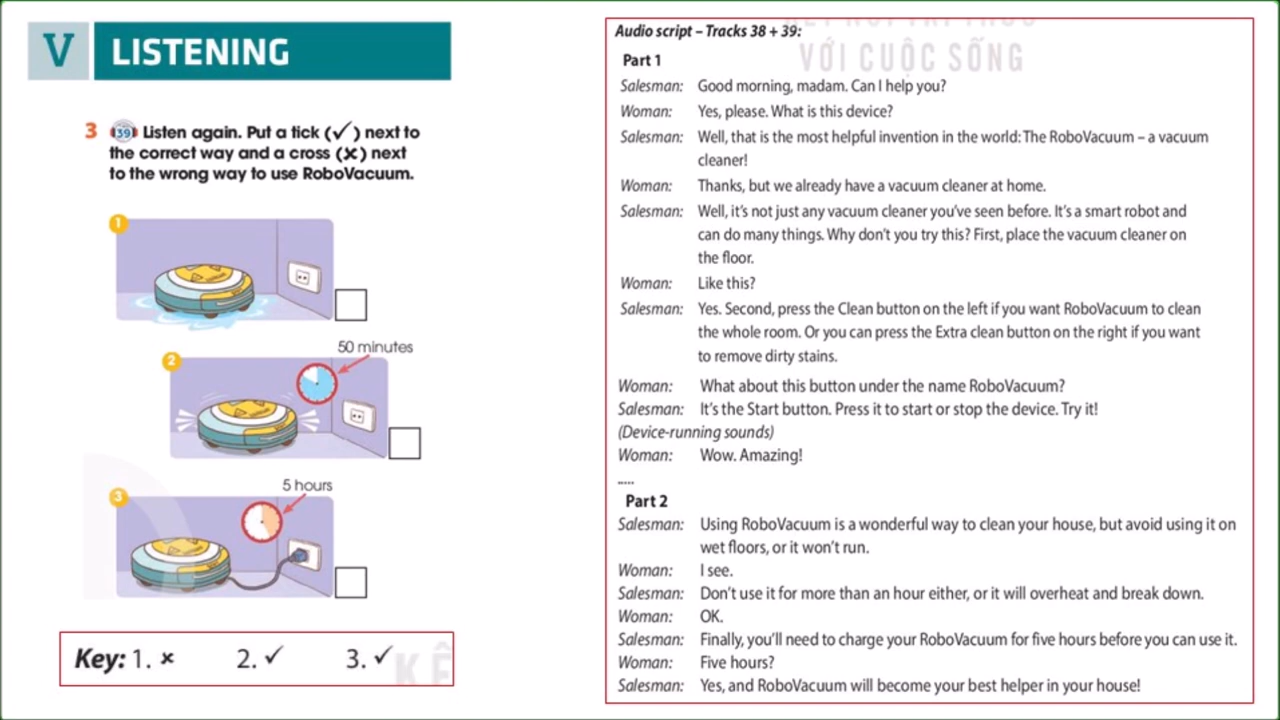 V LISTENING
3 39 Listen again. Put a tick (✓) next to
the correct way and a cross (×) next
to the wrong way to use RoboVacuum.
1
50 minutes
2
5 hours
3
Key: 1. × 2. ✓ 3. ✓
KÊ
VỚI CUỘC SỐNG
Audio script – Tracks 38 + 39:
Part 1
Salesman: Good morning, madam. Can I help you?
Woman: Yes, please. What is this device?
Salesman: Well, that is the most helpful invention in the world: The RoboVacuum – a vacuum
cleaner!
Woman: Thanks, but we already have a vacuum cleaner at home.
Salesman: Well, it’s not just any vacuum cleaner you’ve seen before. It’s a smart robot and
can do many things. Why don’t you try this? First, place the vacuum cleaner on
the floor.
Woman: Like this?
Salesman: Yes. Second, press the Clean button on the left if you want RoboVacuum to clean
the whole room. Or you can press the Extra clean button on the right if you want
to remove dirty stains.
Woman: What about this button under the name RoboVacuum?
Salesman: It’s the Start button. Press it to start or stop the device. Try it!
(Device-running sounds)
Woman: Wow. Amazing!
.....
Part 2
Salesman: Using RoboVacuum is a wonderful way to clean your house, but avoid using it on
wet floors, or it won’t run.
Woman: I see.
Salesman: Don’t use it for more than an hour either, or it will overheat and break down.
Woman: OK.
Salesman: Finally, you’ll need to charge your RoboVacuum for five hours before you can use it.
Woman: Five hours?
Salesman: Yes, and RoboVacuum will become your best helper in your house!